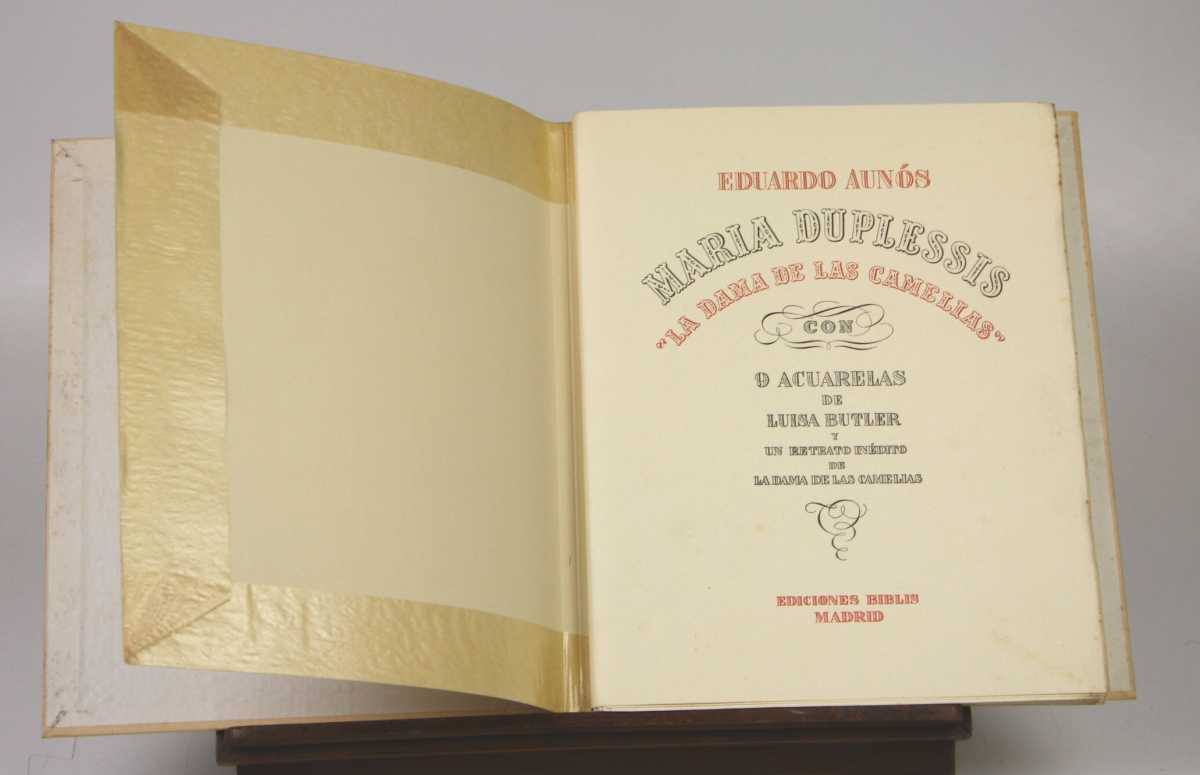 EDUARDO AUNÓS
MARIA DUPLESSIS
"LA DAMA DE LAS CAMELIAS"
CON
9 ACUARELAS
DE
LUISA BUTLER
Y
UN RETRATO INÉDITO
DE
LA DAMA DE LAS CAMELIAS
EDICIONES BIBLIS
MADRID